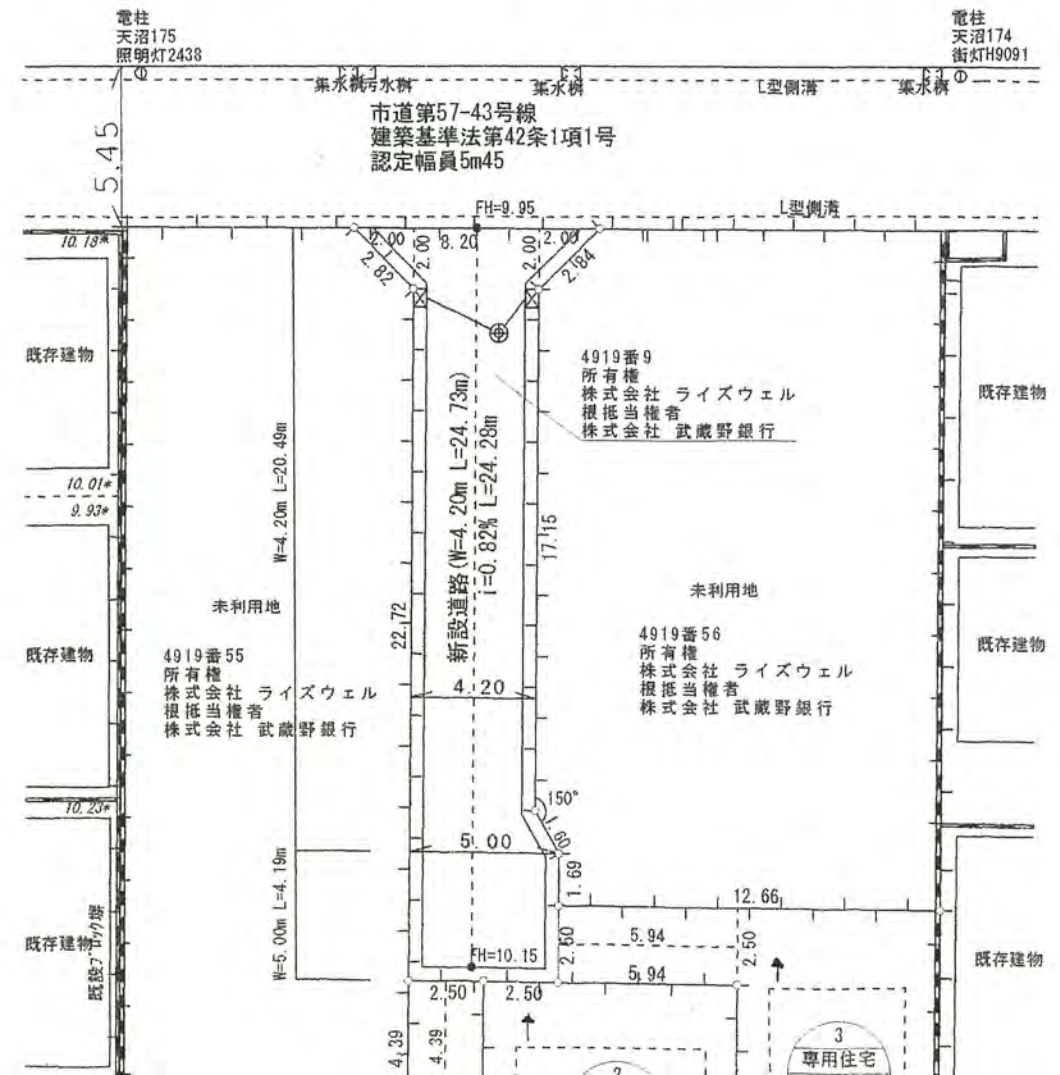 電柱
天沼175
照明灯2438
電柱
天沼174
街灯H9091
集水桝
汚水桝
集水桝
L型側溝
集水桝
市道第57-43号線
建築基準法第42条1項1号
認定幅員5m45
5.45
FH=9.95
L型側溝
10.18*
2.00
8.20
2.00
2.00
2.00
2.82
2.84
既存建物
4919番9
所有権
株式会社 ライズウェル
根抵当権者
株式会社 武蔵野銀行
既存建物
W=4.20m L=20.49m
新設道路(W=4.20m L=24.73m)
i=0.82% L=24.28m
10.01*
9.93*
17.15
未利用地
未利用地
22.72
既存建物
4919番55
所有権
株式会社 ライズウェル
根抵当権者
株式会社 武蔵野銀行
4919番56
所有権
株式会社 ライズウェル
根抵当権者
株式会社 武蔵野銀行
既存建物
4.20
10.23*
150°
1.60
5.00
1.69
W=5.00m L=4.19m
12.66
既存建物
既設ブロック塀
2.50
5.94
2.50
FH=10.15
既存建物
5.94
2.50
2.50
4.39
4.39
2
3
専用住宅